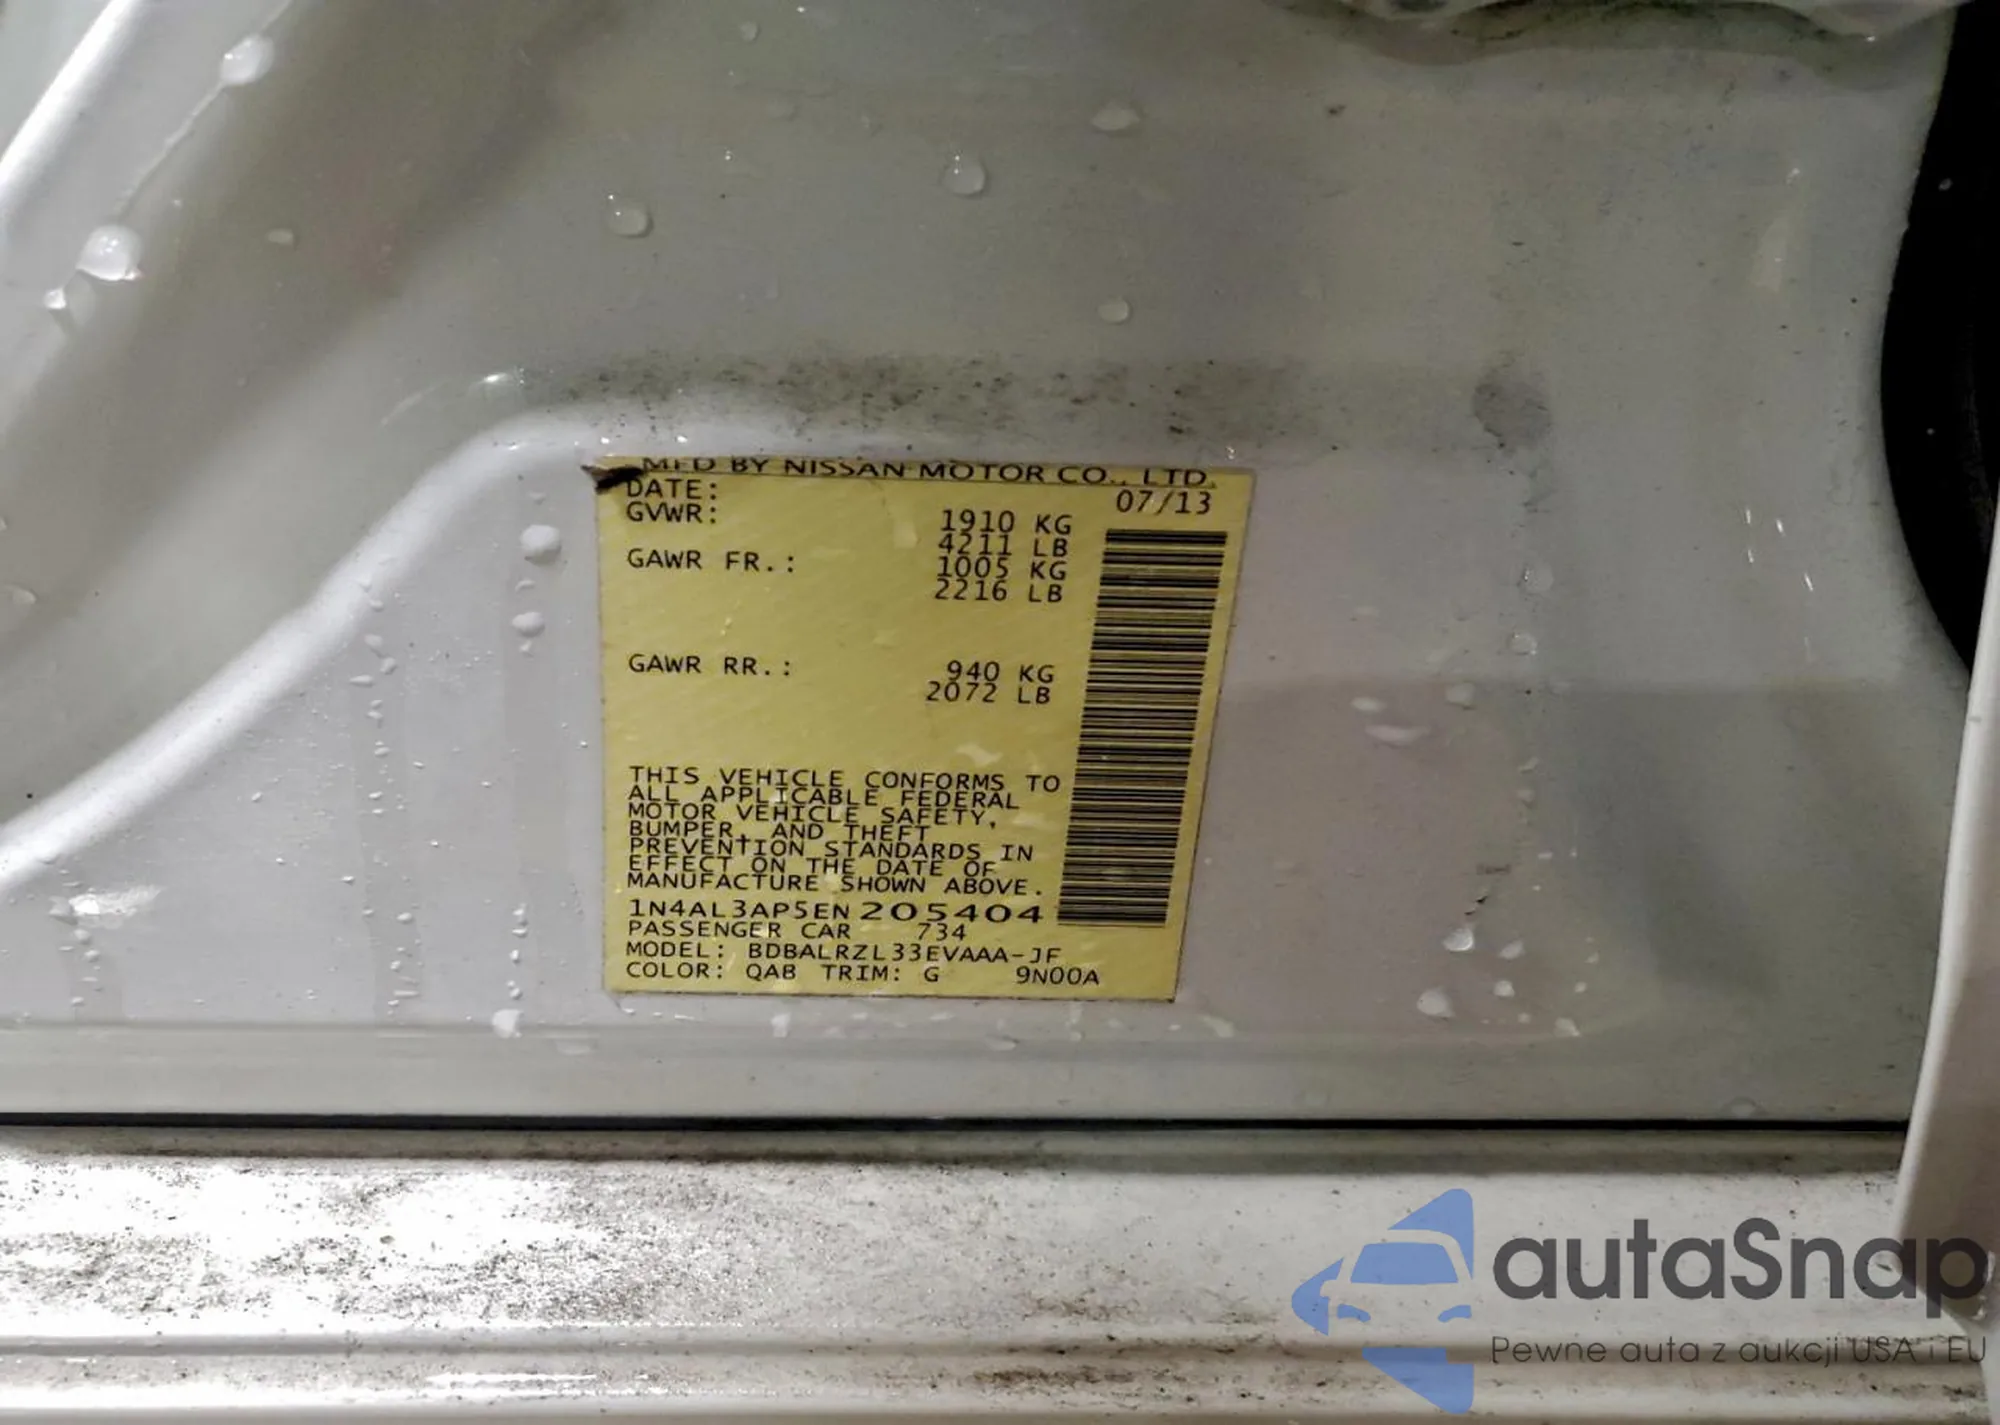 MFD BY NISSAN MOTOR CO., LTD.
DATE: 07/13
GVWR: 1910 KG
4211 LB
GAWR FR.: 1005 KG
2216 LB
GAWR RR.: 940 KG
2072 LB
THIS VEHICLE CONFORMS TO
ALL APPLICABLE FEDERAL
MOTOR VEHICLE SAFETY,
BUMPER, AND THEFT
PREVENTION STANDARDS IN
EFFECT ON THE DATE OF
MANUFACTURE SHOWN ABOVE.
1N4AL3AP5EN205404
PASSENGER CAR 734
MODEL: BDBALRZL33EVAAA-JF
COLOR: QAB TRIM: G 9N00A
autaSnap
Pewne auta z aukcji USA i EU